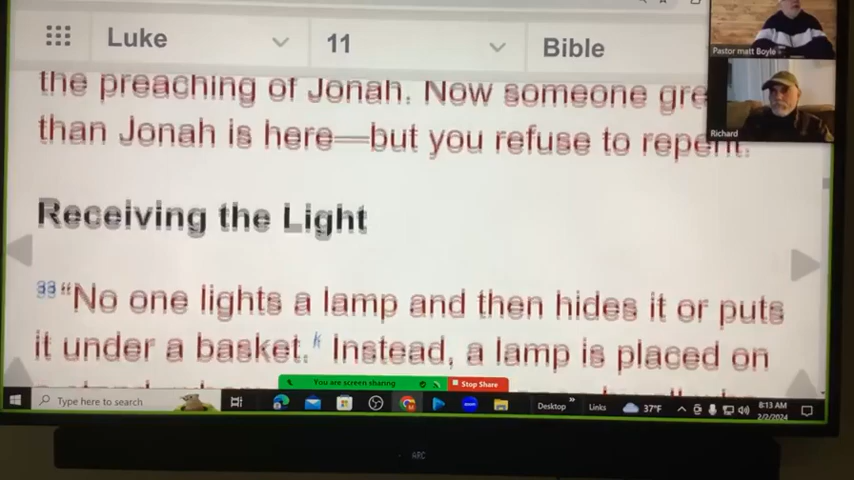 Luke
11
Bible
Pastor matt Boyle
the preaching of Jonah. Now someone gre
than Jonah is here—but you refuse to repent.
Richard
Receiving the Light
33 “No one lights a lamp and then hides it or puts
it under a basket.k Instead, a lamp is placed on
You are screen sharing
Stop Share
Type here to search
Desktop
Links
37°F
8:13 AM
2/2/2024
ARC